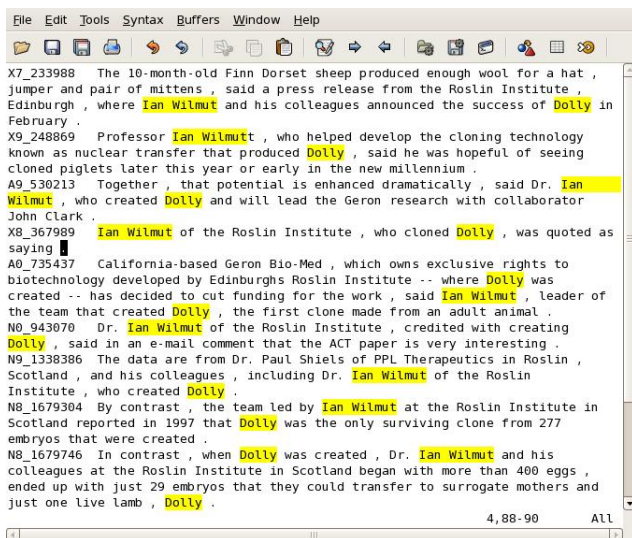 File Edit Tools Syntax Buffers Window Help
X7_233988   The 10-month-old Finn Dorset sheep produced enough wool for a hat ,
jumper and pair of mittens , said a press release from the Roslin Institute ,
Edinburgh , where Ian Wilmut and his colleagues announced the success of Dolly in
February .
X9_248869   Professor Ian Wilmutt , who helped develop the cloning technology
known as nuclear transfer that produced Dolly , said he was hopeful of seeing
cloned piglets later this year or early in the new millennium .
A9_530213   Together , that potential is enhanced dramatically , said Dr. Ian
Wilmut , who created Dolly and will lead the Geron research with collaborator
John Clark .
X8_367989   Ian Wilmut of the Roslin Institute , who cloned Dolly , was quoted as
saying .
A0_735437   California-based Geron Bio-Med , which owns exclusive rights to
biotechnology developed by Edinburghs Roslin Institute -- where Dolly was
created -- has decided to cut funding for the work , said Ian Wilmut , leader of
the team that created Dolly , the first clone made from an adult animal .
N0_943070   Dr. Ian Wilmut of the Roslin Institute , credited with creating
Dolly , said in an e-mail comment that the ACT paper is very interesting .
N9_1338386  The data are from Dr. Paul Shiels of PPL Therapeutics in Roslin ,
Scotland , and his colleagues , including Dr. Ian Wilmut of the Roslin
Institute , who created Dolly .
N8_1679304  By contrast , the team led by Ian Wilmut at the Roslin Institute in
Scotland reported in 1997 that Dolly was the only surviving clone from 277
embryos that were created .
N8_1679746  In contrast , when Dolly was created , Dr. Ian Wilmut and his
colleagues at the Roslin Institute in Scotland began with more than 400 eggs ,
ended up with just 29 embryos that they could transfer to surrogate mothers and
just one live lamb , Dolly .
4,88-90 All